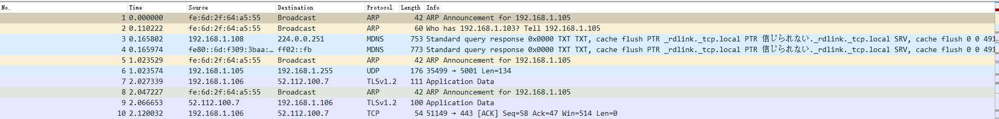 No. Time Source Destination Protocol Length Info
1 0.000000 fe:6d:2f:64:a5:55 Broadcast ARP 42 ARP Announcement for 192.168.1.105
2 0.110222 fe:6d:2f:64:a5:55 Broadcast ARP 60 Who has 192.168.1.103? Tell 192.168.1.105
3 0.165802 192.168.1.108 224.0.0.251 MDNS 753 Standard query response 0x0000 TXT TXT, cache flush PTR _rdlink._tcp.local PTR 信じられない._rdlink._tcp.local SRV, cache flush 0 0 491
4 0.165974 fe80::6d:f309:3baa:… ff02::fb MDNS 773 Standard query response 0x0000 TXT TXT, cache flush PTR _rdlink._tcp.local PTR 信じられない._rdlink._tcp.local SRV, cache flush 0 0 491
5 1.023529 fe:6d:2f:64:a5:55 Broadcast ARP 42 ARP Announcement for 192.168.1.105
6 1.023574 192.168.1.105 192.168.1.255 UDP 176 35499 → 5001 Len=134
7 2.027339 192.168.1.106 52.112.100.7 TLSv1.2 111 Application Data
8 2.047227 fe:6d:2f:64:a5:55 Broadcast ARP 42 ARP Announcement for 192.168.1.105
9 2.066653 52.112.100.7 192.168.1.106 TLSv1.2 100 Application Data
10 2.120032 192.168.1.106 52.112.100.7 TCP 54 51149 → 443 [ACK] Seq=58 Ack=47 Win=514 Len=0